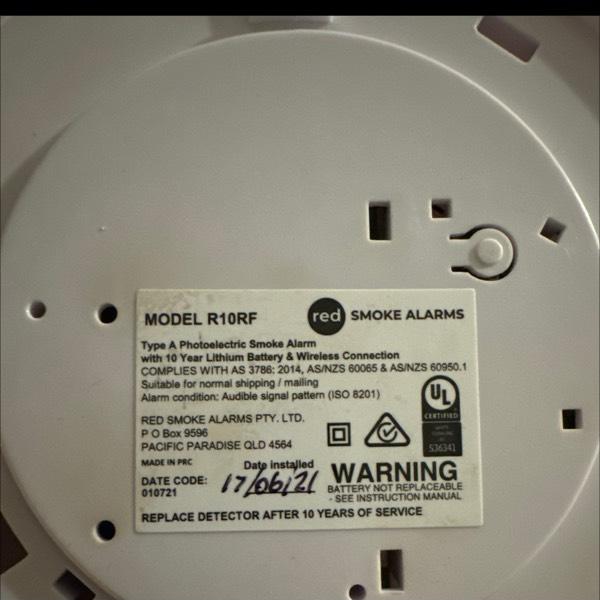 MODEL R10RF
red SMOKE ALARMS
Type A Photoelectric Smoke Alarm
with 10 Year Lithium Battery & Wireless Connection
COMPLIES WITH AS 3786: 2014, AS/NZS 60065 & AS/NZS 60950.1
Suitable for normal shipping / mailing
Alarm condition: Audible signal pattern (ISO 8201)
RED SMOKE ALARMS PTY. LTD.
P O Box 9596
PACIFIC PARADISE QLD 4564
UL
CERTIFIED
S36341
MADE IN PRC
DATE CODE:
010721
Date installed
17/06/21
WARNING
BATTERY NOT REPLACEABLE
- SEE INSTRUCTION MANUAL
REPLACE DETECTOR AFTER 10 YEARS OF SERVICE